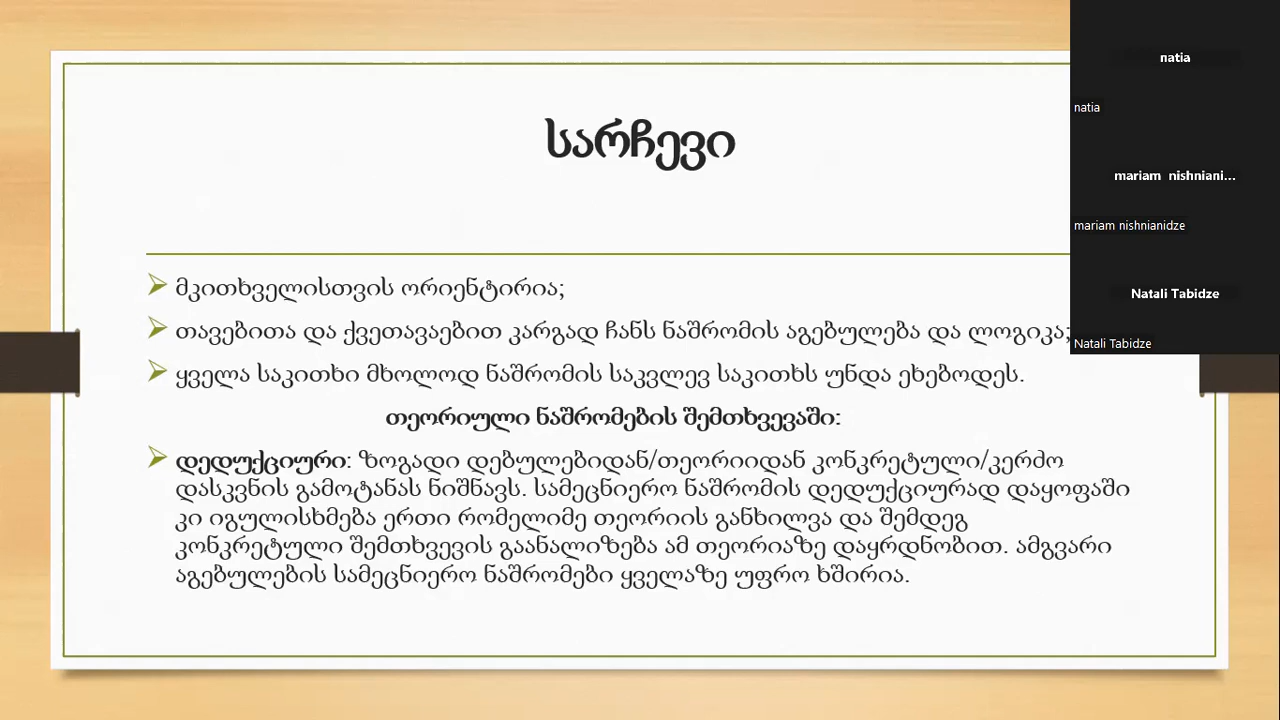 სარჩევი
მკითხველისთვის ორიენტირია;
თავებითა და ქვეთავაებით კარგად ჩანს ნაშრომის აგებულება და ლოგიკა;
ყველა საკითხი მხოლოდ ნაშრომის საკვლევ საკითხს უნდა ეხებოდეს.
თეორიული ნაშრომების შემთხვევაში:
დედუქციური: ზოგადი დებულებიდან/თეორიიდან კონკრეტული/კერძო
დასკვნის გამოტანას ნიშნავს. სამეცნიერო ნაშრომის დედუქციურად დაყოფაში
კი იგულისხმება ერთი რომელიმე თეორიის განხილვა და შემდეგ
კონკრეტული შემთხვევის გაანალიზება ამ თეორიაზე დაყრდნობით. ამგვარი
აგებულების სამეცნიერო ნაშრომები ყველაზე უფრო ხშირია.
natia
natia
mariam nishniani...
mariam nishnianidze
Natali Tabidze
Natali Tabidze